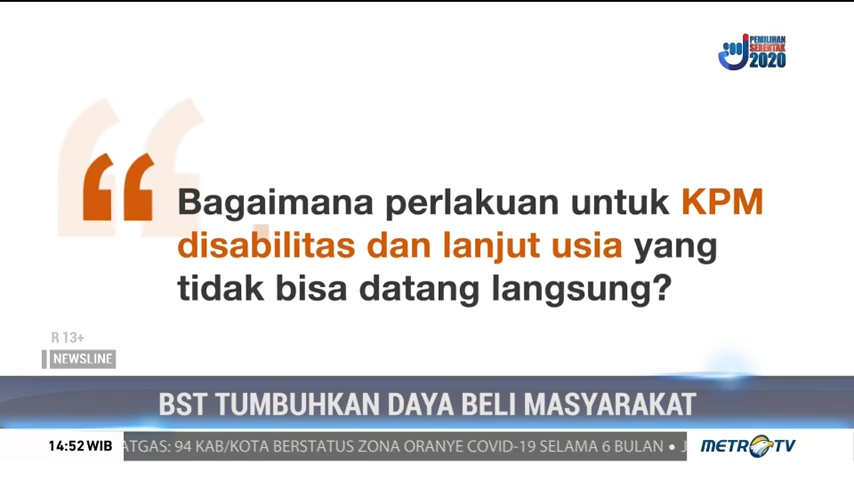 PEMILIHAN
SERENTAK
2020
Bagaimana perlakuan untuk KPM
disabilitas dan lanjut usia yang
tidak bisa datang langsung?
R 13+
NEWSLINE
BST TUMBUHKAN DAYA BELI MASYARAKAT
14:52 WIB
ATGAS: 94 KAB/KOTA BERSTATUS ZONA ORANYE COVID-19 SELAMA 6 BULAN • J
METRO TV